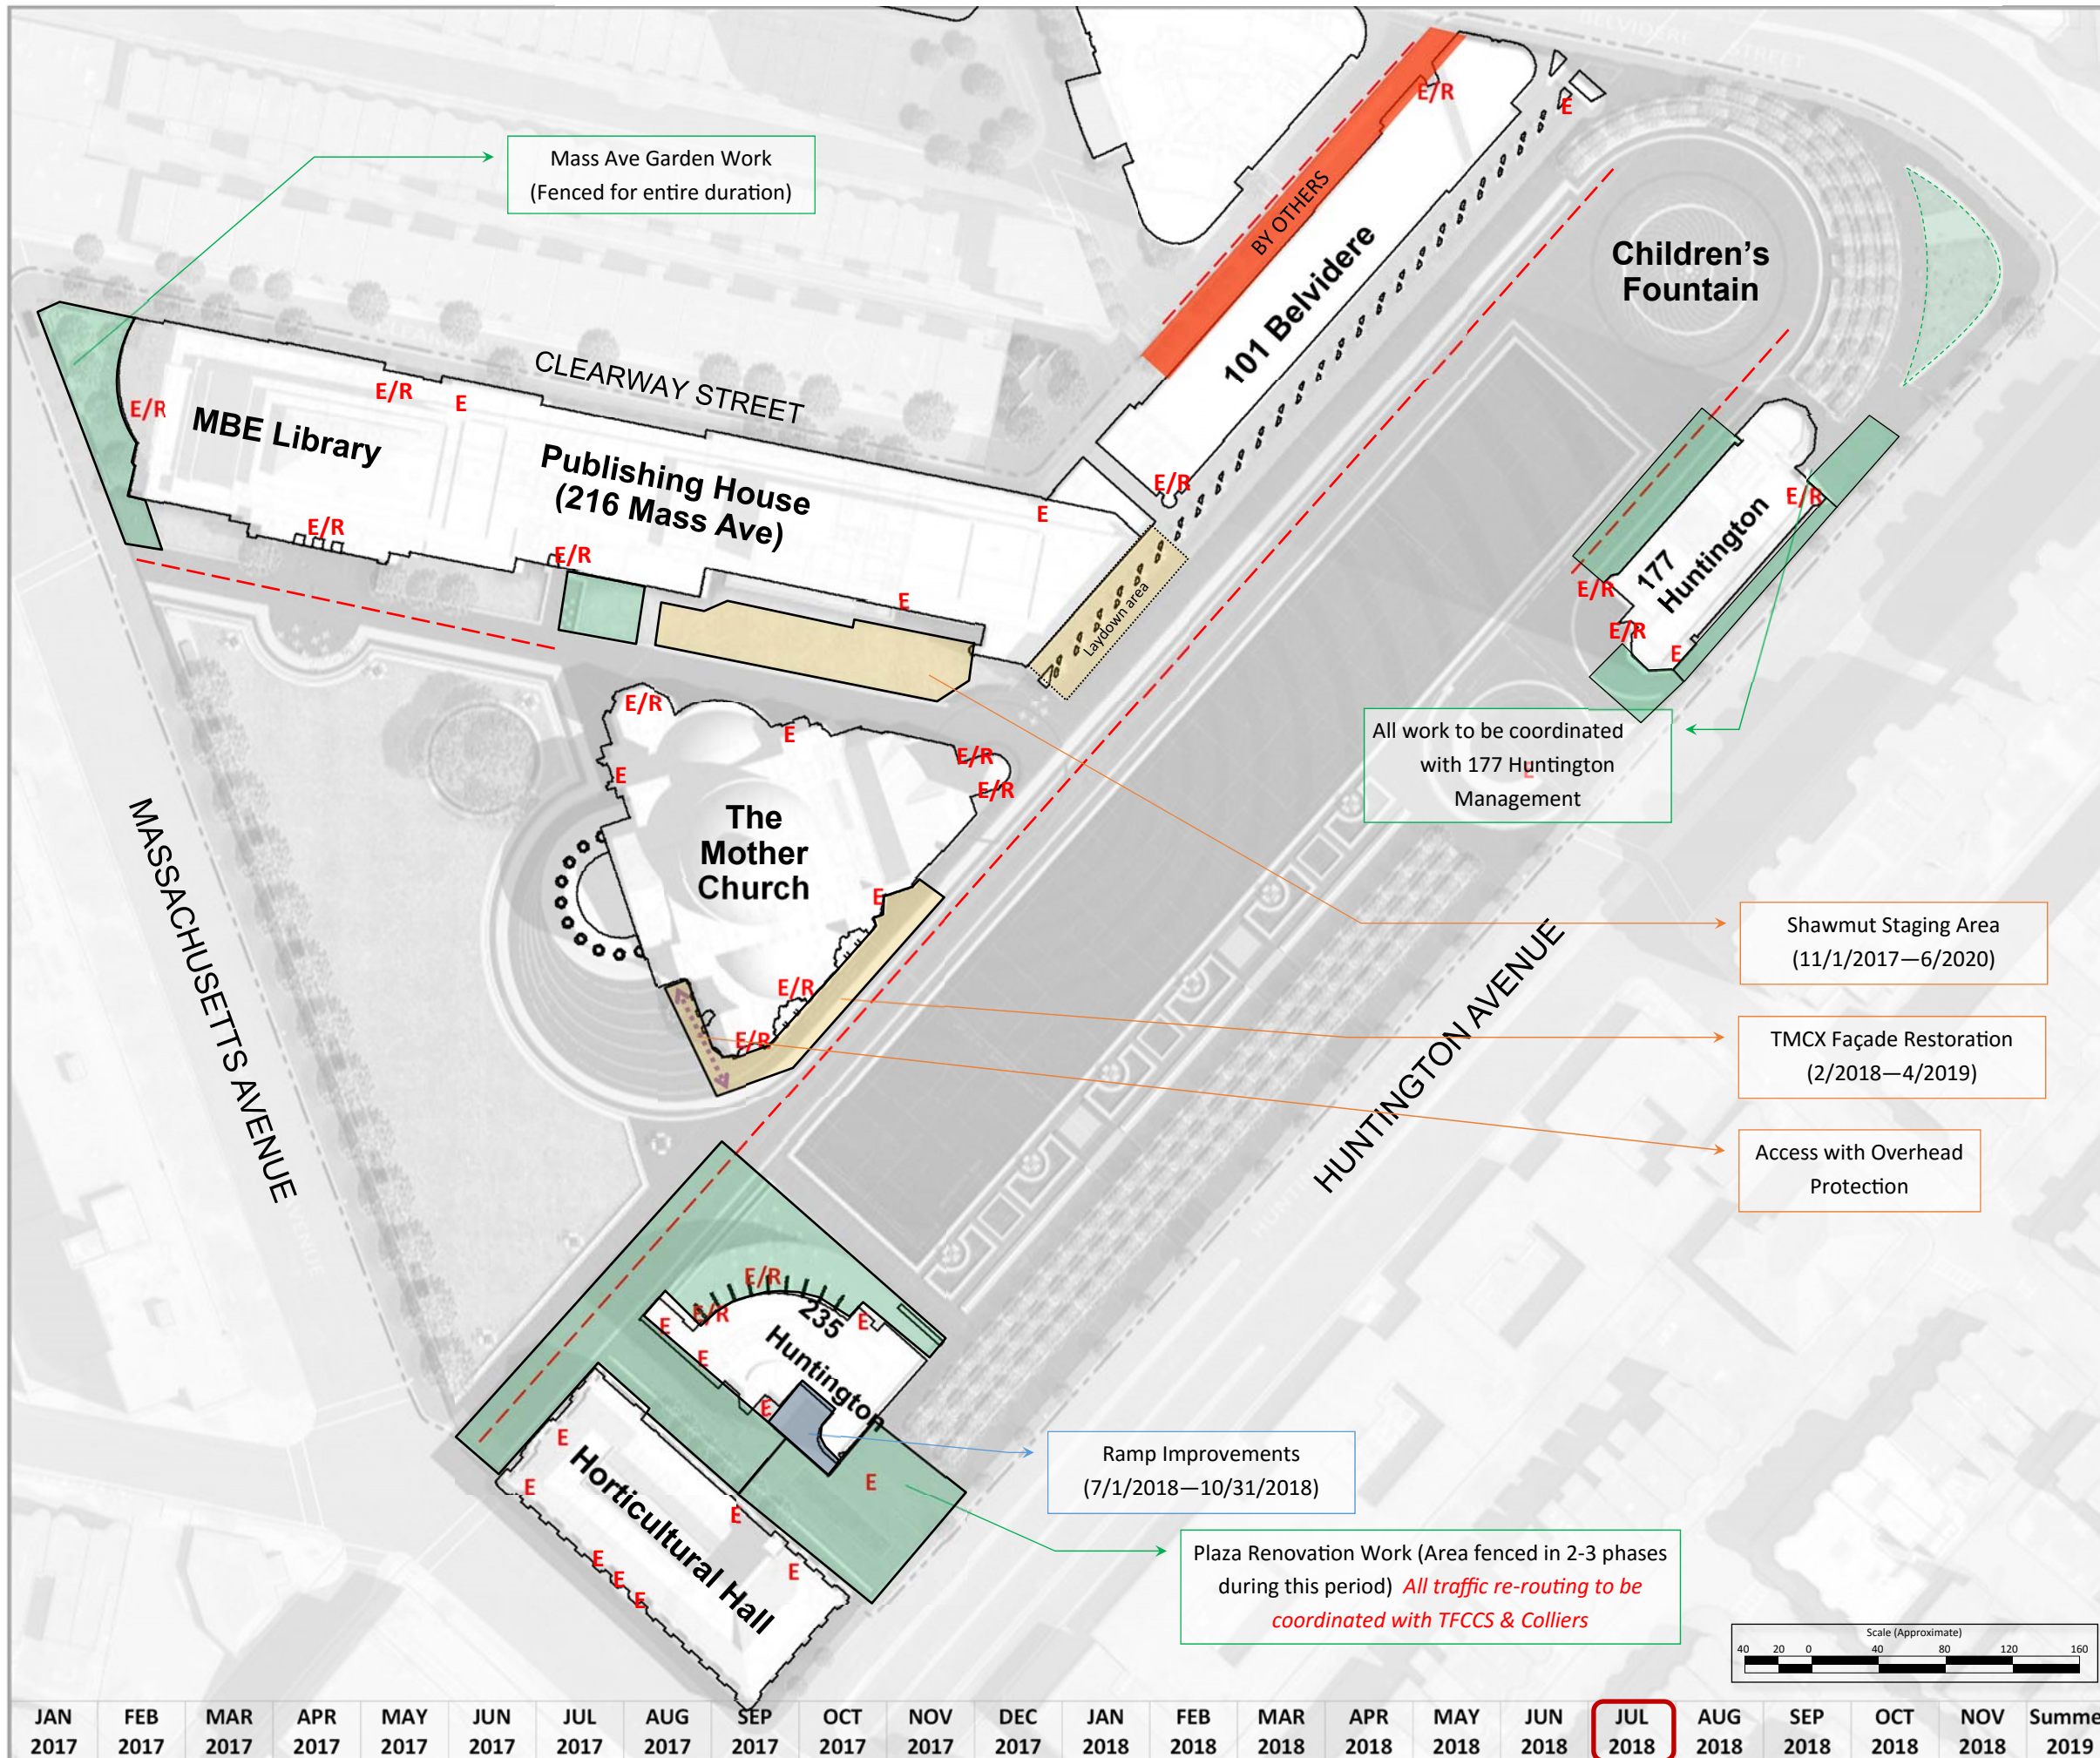 BELVIDERE STREET
E/R
E
Mass Ave Garden Work
(Fenced for entire duration)
BY OTHERS
101 Belvidere
Children's
Fountain
CLEARWAY STREET
E/R
E
E/R
MBE Library
Publishing House
(216 Mass Ave)
E/R
E
E/R
E/R
E
E/R
177
Huntington
E/R
E/R
E
Laydown area
E/R
E
E
E/R
E/R
All work to be coordinated
with 177 Huntington
E
Management
The
Mother
Church
E
E/R
E/R
MASSACHUSETTS AVENUE
HUNTINGTON AVENUE
Shawmut Staging Area
(11/1/2017—6/2020)
TMCX Façade Restoration
(2/2018—4/2019)
Access with Overhead
Protection
E/R
E/R
E
E
E
E
235
Huntington
E
E
E
E
E
E
E
E
Horticultural Hall
Ramp Improvements
(7/1/2018—10/31/2018)
Plaza Renovation Work (Area fenced in 2-3 phases
during this period) All traffic re-routing to be
coordinated with TFCCS & Colliers
Scale (Approximate)
40 20 0 40 80 120 160
JAN FEB MAR APR MAY JUN JUL AUG SEP OCT NOV DEC JAN FEB MAR APR MAY JUN JUL AUG SEP OCT NOV Summe
2017 2017 2017 2017 2017 2017 2017 2017 2017 2017 2017 2017 2018 2018 2018 2018 2018 2018 2018 2018 2018 2018 2018 2019